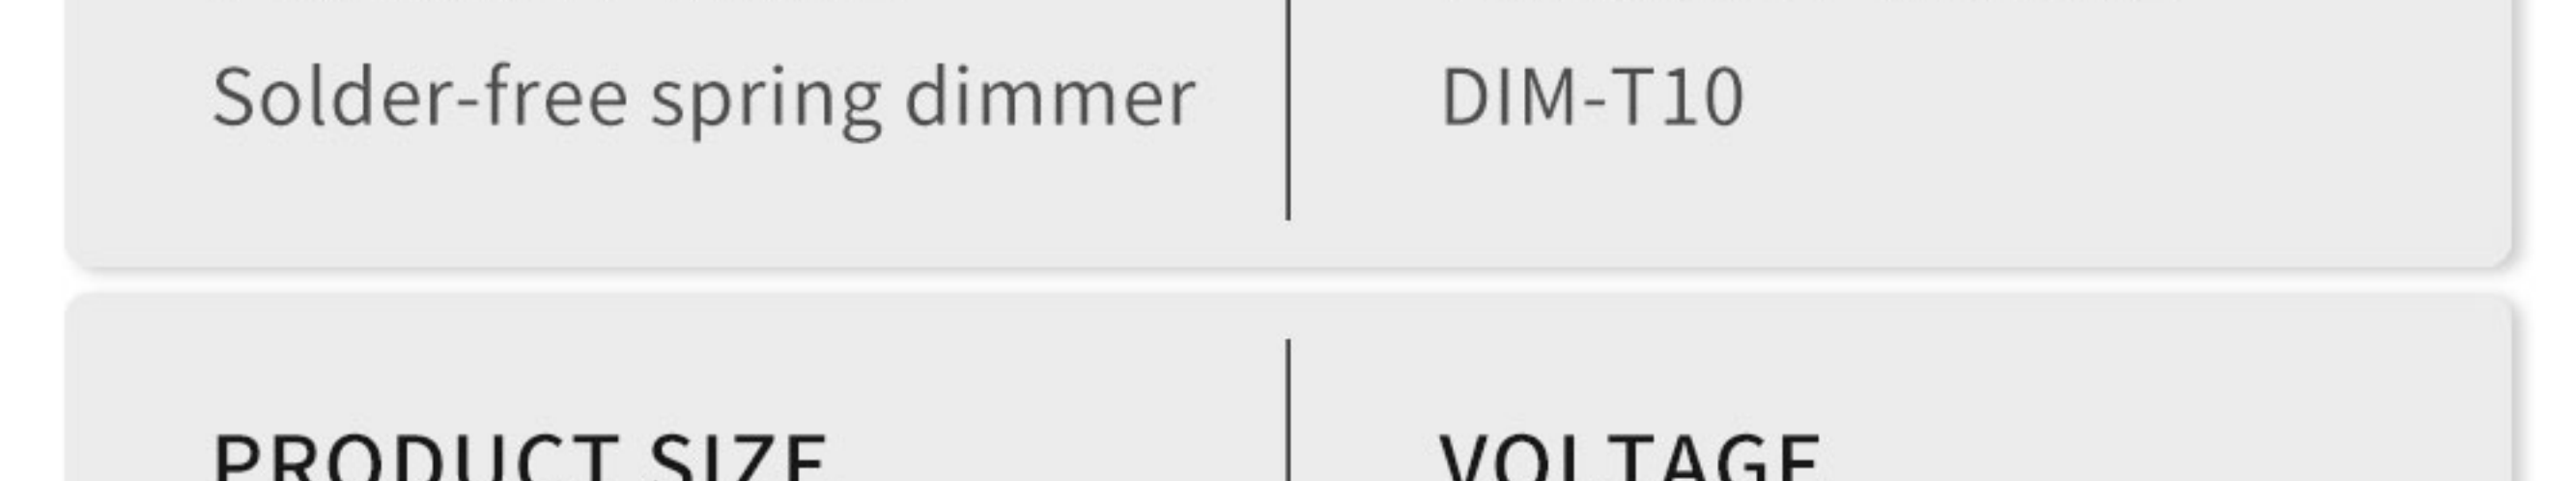 Solder-free spring dimmer
DIM-T10
PRODUCT SIZE
VOLTAGE